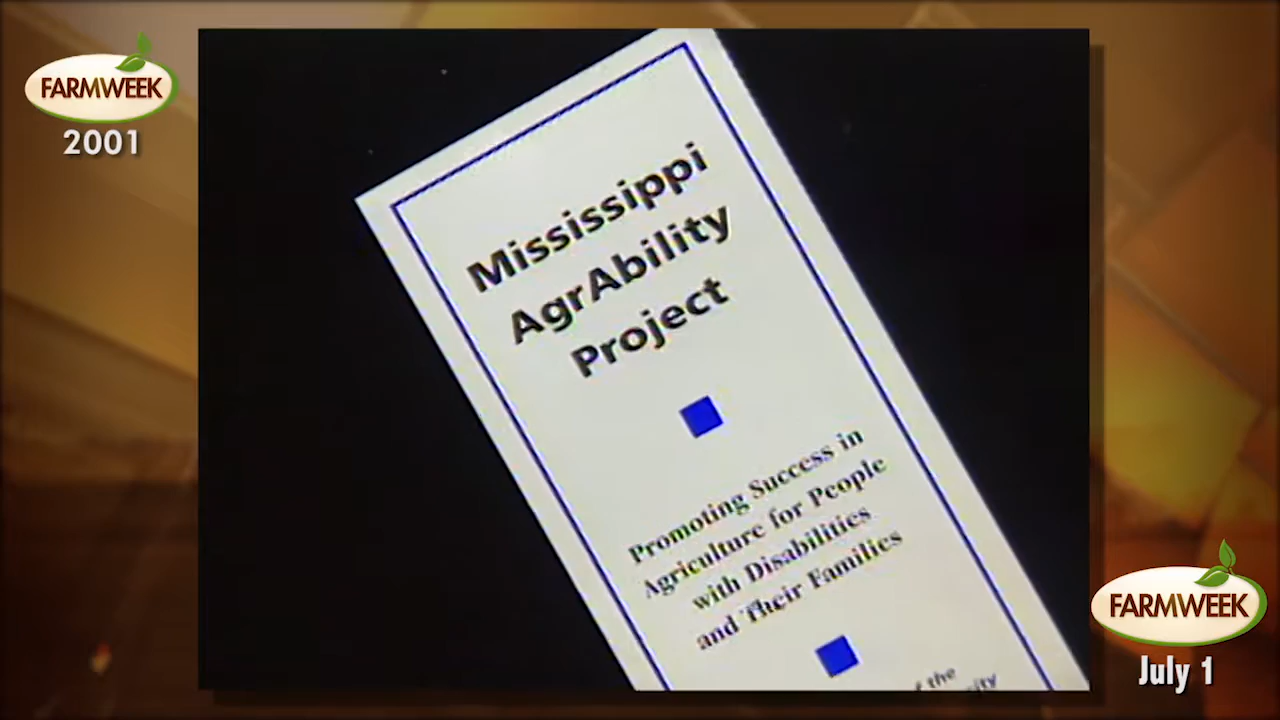 FARMWEEK
2001
Mississippi
AgrAbility
Project
Promoting Success in
Agriculture for People
with Disabilities
and Their Families
the
FARMWEEK
July 1